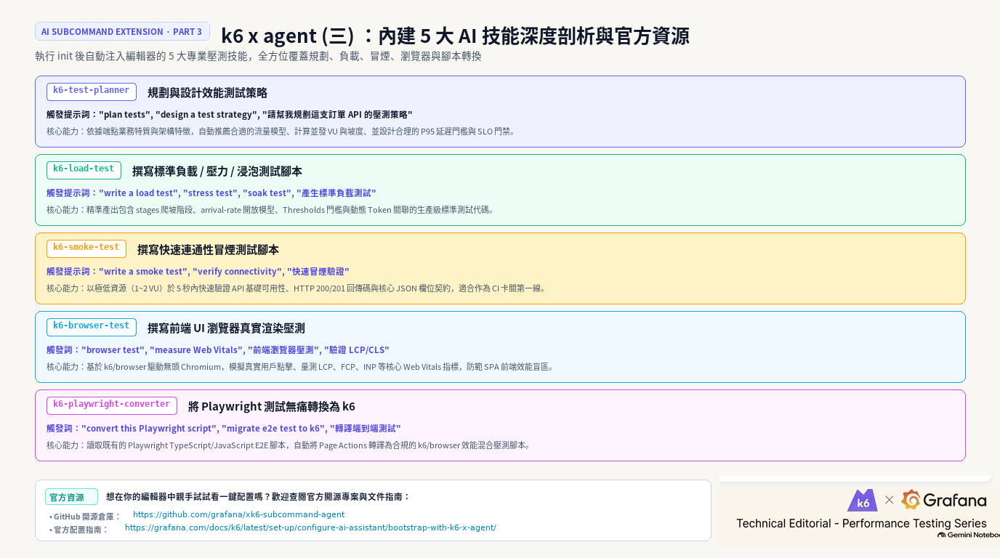 AI SUBCOMMAND EXTENSION · PART 3
k6 x agent (三) ：內建 5 大 AI 技能深度剖析與官方資源
執行 init 後自動注入編輯器的 5 大專業壓測技能，全方位覆蓋規劃、負載、冒煙、瀏覽器與腳本轉換
k6-test-planner
規劃與設計效能測試策略
觸發提示詞："plan tests", "design a test strategy", "請幫我規劃這支訂單 API 的壓測策略"
核心能力：依據端點業務特質與架構特徵，自動推薦合適的流量模型、計算並發 VU 與坡度、並設計合理的 P95 延遲門檻與 SLO 門禁。
k6-load-test
撰寫標準負載 / 壓力 / 浸泡測試腳本
觸發提示詞："write a load test", "stress test", "soak test", "產生標準負載測試"
核心能力：精準產出包含 stages 爬坡階段、arrival-rate 開放模型、Thresholds 門檻與動態 Token 關聯的生產級標準測試代碼。
k6-smoke-test
撰寫快速連通性冒煙測試腳本
觸發提示詞："write a smoke test", "verify connectivity", "快速冒煙驗證"
核心能力：以極低資源（1~2 VU）於 5 秒內快速驗證 API 基礎可用性、HTTP 200/201 回傳碼與核心 JSON 欄位契約，適合作為 CI 卡關第一線。
k6-browser-test
撰寫前端 UI 瀏覽器真實渲染壓測
觸發詞："browser test", "measure Web Vitals", "前端瀏覽器壓測", "驗證 LCP/CLS"
核心能力：基於 k6/browser 驅動無頭 Chromium，模擬真實用戶點擊、量測 LCP、FCP、INP 等核心 Web Vitals 指標，防範 SPA 前端效能盲區。
k6-playwright-converter
將 Playwright 測試無痛轉換為 k6
觸發詞："convert this Playwright script", "migrate e2e test to k6", "轉譯端到端測試"
核心能力：讀取既有的 Playwright TypeScript/JavaScript E2E 腳本，自動將 Page Actions 轉譯為合規的 k6/browser 效能混合壓測腳本。
官方資源
想在你的編輯器中親手試試看一鍵配置嗎？歡迎查閱官方開源專案與文件指南：
• GitHub 開源倉庫： https://github.com/grafana/xk6-subcommand-agent
• 官方配置指南： https://grafana.com/docs/k6/latest/set-up/configure-ai-assistant/bootstrap-with-k6-x-agent/
k6 × Grafana
Technical Editorial - Performance Testing Series
Gemini Notebo